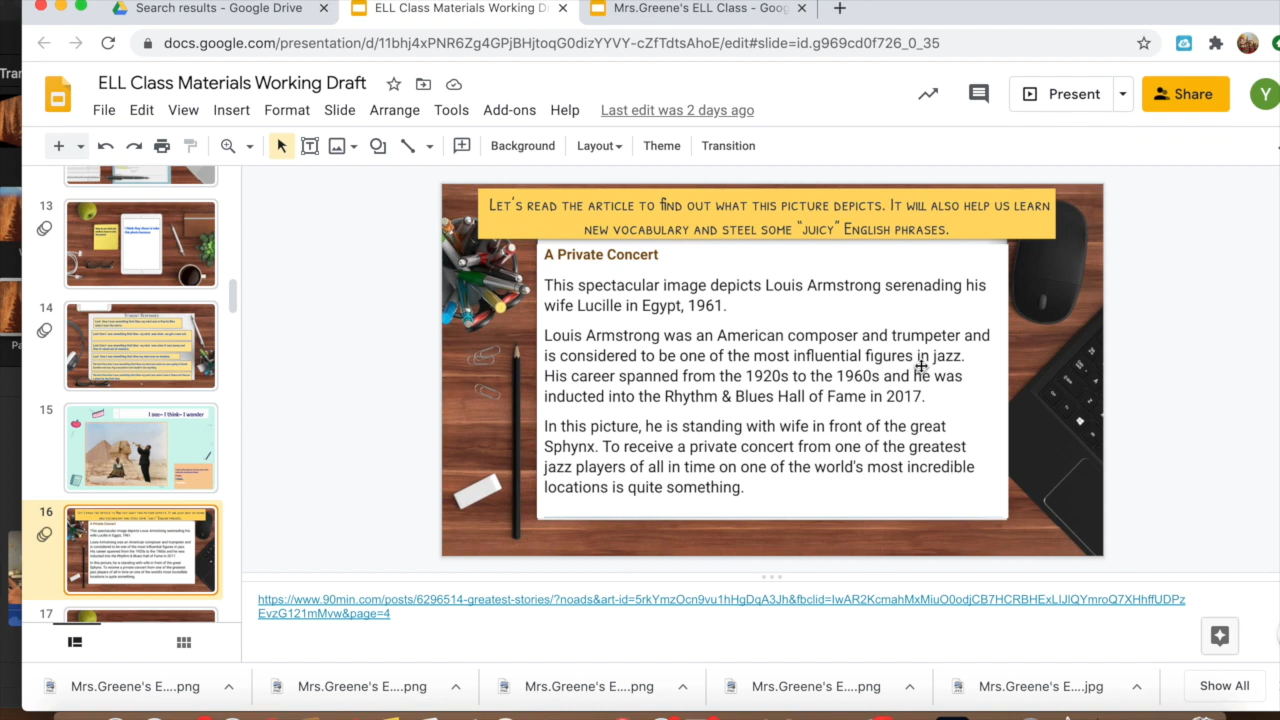 Search results - Google Drive
ELL Class Materials Working D
Mrs.Greene's ELL Class - Goog
docs.google.com/presentation/d/11bhj4xPNR6Zg4GPjBHjtoqG0dizYYVY-cZfTdtsAhoE/edit#slide=id.g969cd0f726_0_35
ELL Class Materials Working Draft
File Edit View Insert Format Slide Arrange Tools Add-ons Help Last edit was 2 days ago
Present
Share
Y
Background Layout Theme Transition
Tran
13
14
15
I see- I think- I wonder
16
17
LET'S READ THE ARTICLE TO FIND OUT WHAT THIS PICTURE DEPICTS. IT WILL ALSO HELP US LEARN
NEW VOCABULARY AND STEEL SOME "JUICY" ENGLISH PHRASES.
A Private Concert
This spectacular image depicts Louis Armstrong serenading his
wife Lucille in Egypt, 1961.
Louis Armstrong was an American composer and trumpeter and
is considered to be one of the most influential figures in jazz.
His career spanned from the 1920s to the 1960s and he was
inducted into the Rhythm & Blues Hall of Fame in 2017.
In this picture, he is standing with wife in front of the great
Sphynx. To receive a private concert from one of the greatest
jazz players of all in time on one of the world's most incredible
locations is quite something.
https://www.90min.com/posts/6296514-greatest-stories/?noads&art-id=5rkYmzOcn9vu1hHgDqA3Jh&fbclid=IwAR2KcmahMxMiuO0odjCB7HCRBHExLIJlQYmroQ7XHhffUDPz
EvzG121mMvw&page=4
Mrs.Greene's E....png
Mrs.Greene's E....png
Mrs.Greene's E....png
Mrs.Greene's E....png
Mrs.Greene's E....jpg
Show All